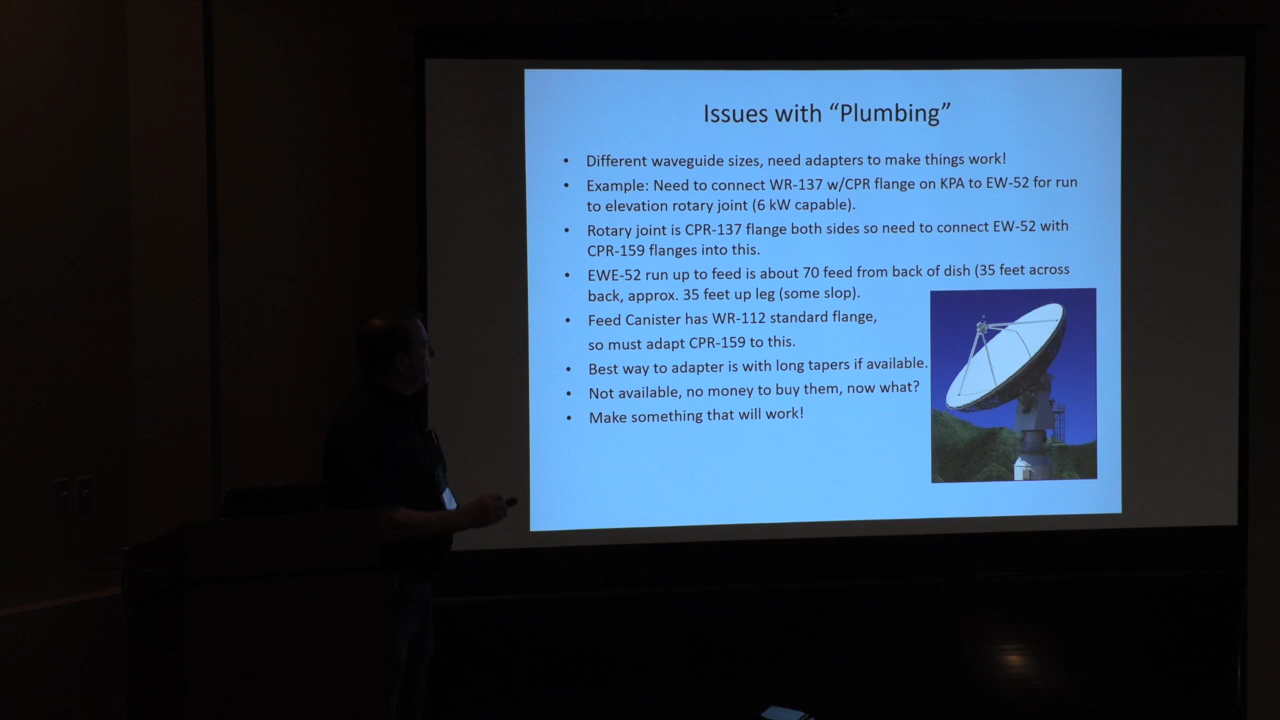 Issues with “Plumbing”
• Different waveguide sizes, need adapters to make things work!
• Example: Need to connect WR-137 w/CPR flange on KPA to EW-52 for run
to elevation rotary joint (6 kW capable).
• Rotary joint is CPR-137 flange both sides so need to connect EW-52 with
CPR-159 flanges into this.
• EWE-52 run up to feed is about 70 feed from back of dish (35 feet across
back, approx. 35 feet up leg (some slop).
• Feed Canister has WR-112 standard flange,
so must adapt CPR-159 to this.
• Best way to adapter is with long tapers if available.
• Not available, no money to buy them, now what?
• Make something that will work!